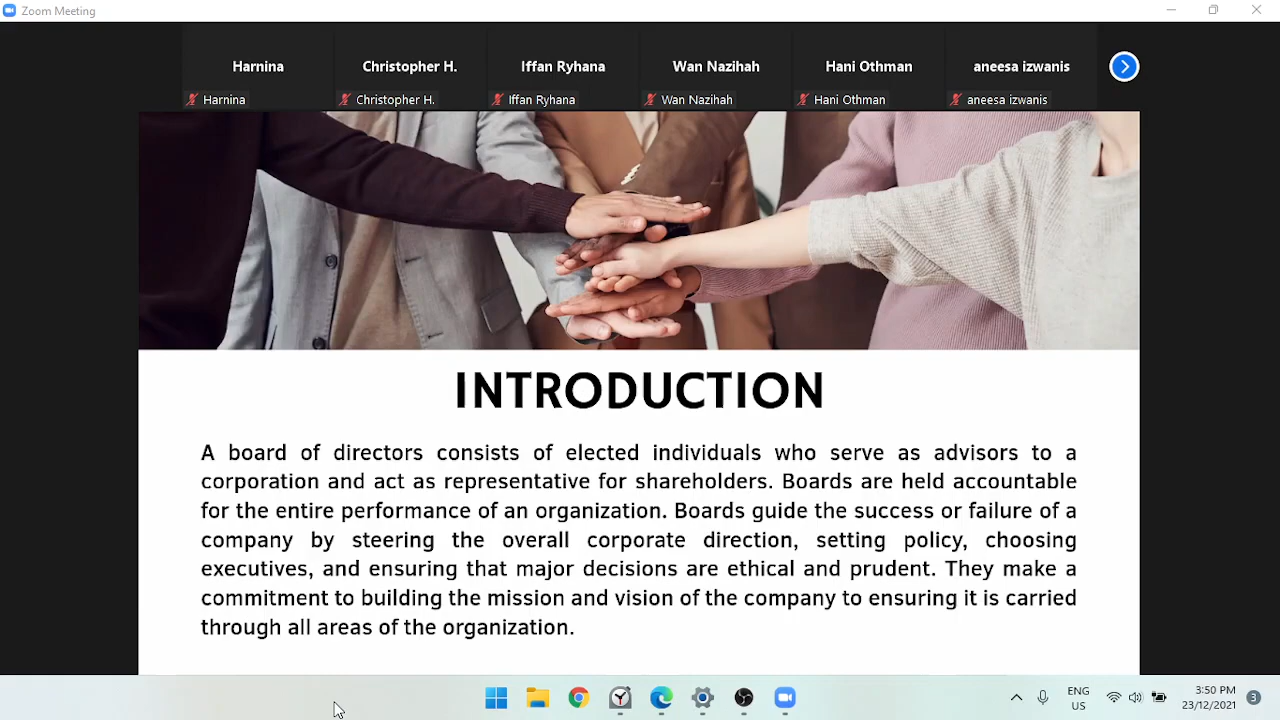 Zoom Meeting
Harnina
Christopher H.
Iffan Ryhana
Wan Nazihah
Hani Othman
aneesa izwanis
Harnina
Christopher H.
Iffan Ryhana
Wan Nazihah
Hani Othman
aneesa izwanis
INTRODUCTION
A board of directors consists of elected individuals who serve as advisors to a
corporation and act as representative for shareholders. Boards are held accountable
for the entire performance of an organization. Boards guide the success or failure of a
company by steering the overall corporate direction, setting policy, choosing
executives, and ensuring that major decisions are ethical and prudent. They make a
commitment to building the mission and vision of the company to ensuring it is carried
through all areas of the organization.
ENG
US
3:50 PM
23/12/2021
3